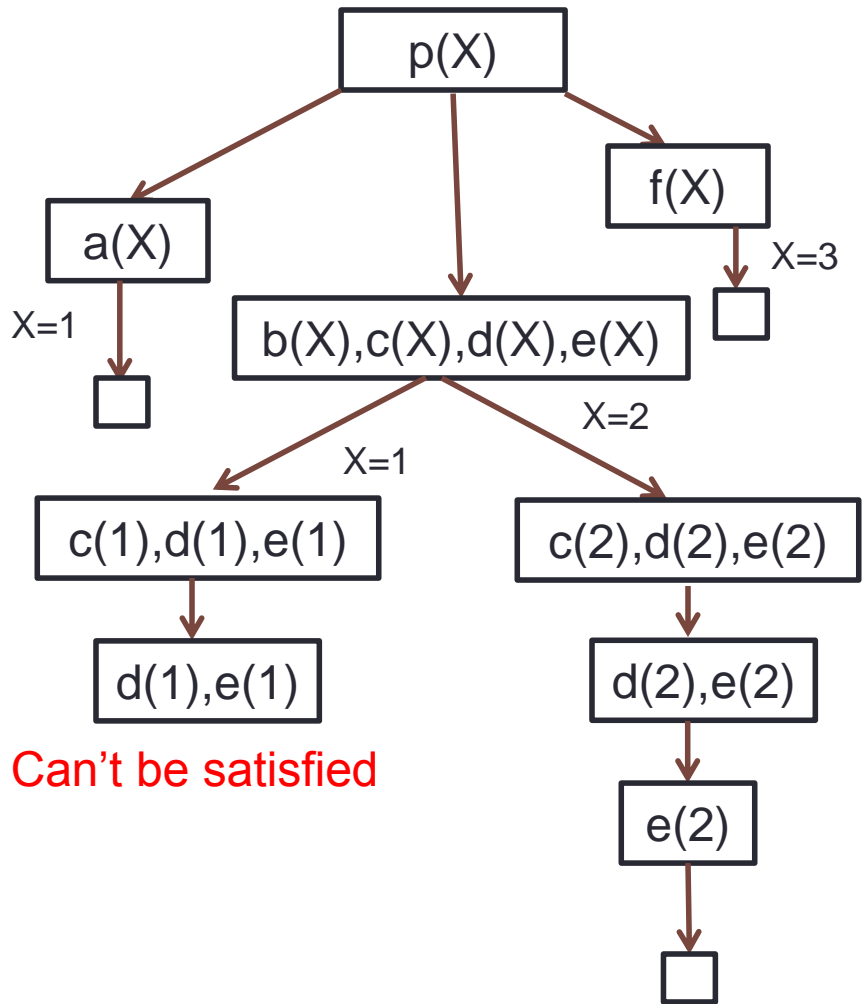 p(X)
f(X)
a(X)
X=3
X=1
b(X),c(X),d(X),e(X)
X=2
X=1
c(1),d(1),e(1)
c(2),d(2),e(2)
d(1),e(1)
d(2),e(2)
Can't be satisfied
e(2)